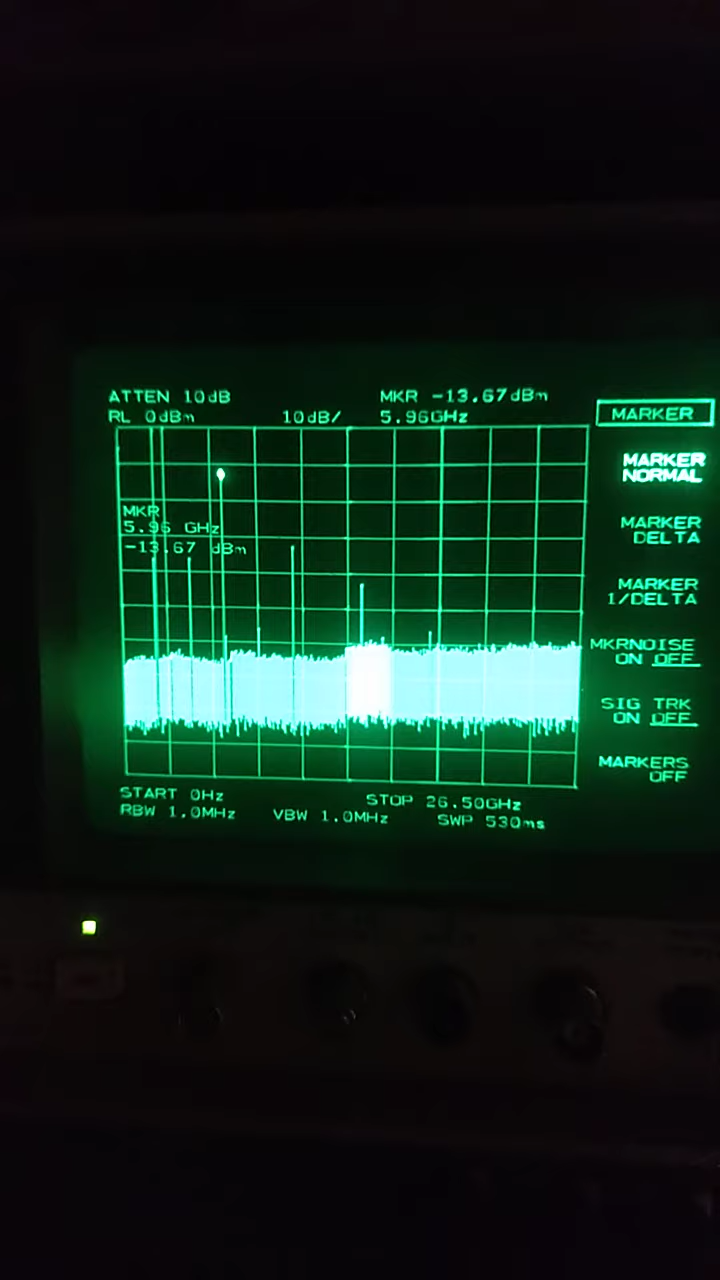 ATTEN 10dB
MKR -13.67dBm
RL 0dBm
10dB/
5.96GHz
MKR
5.96 GHz
-13.67 dBm
START 0Hz
STOP 26.50GHz
RBW 1.0MHz
VBW 1.0MHz
SWP 530ms
MARKER
MARKER
NORMAL
MARKER
DELTA
MARKER
1/DELTA
MKRNOISE
ON OFF
SIG TRK
ON OFF
MARKERS
OFF